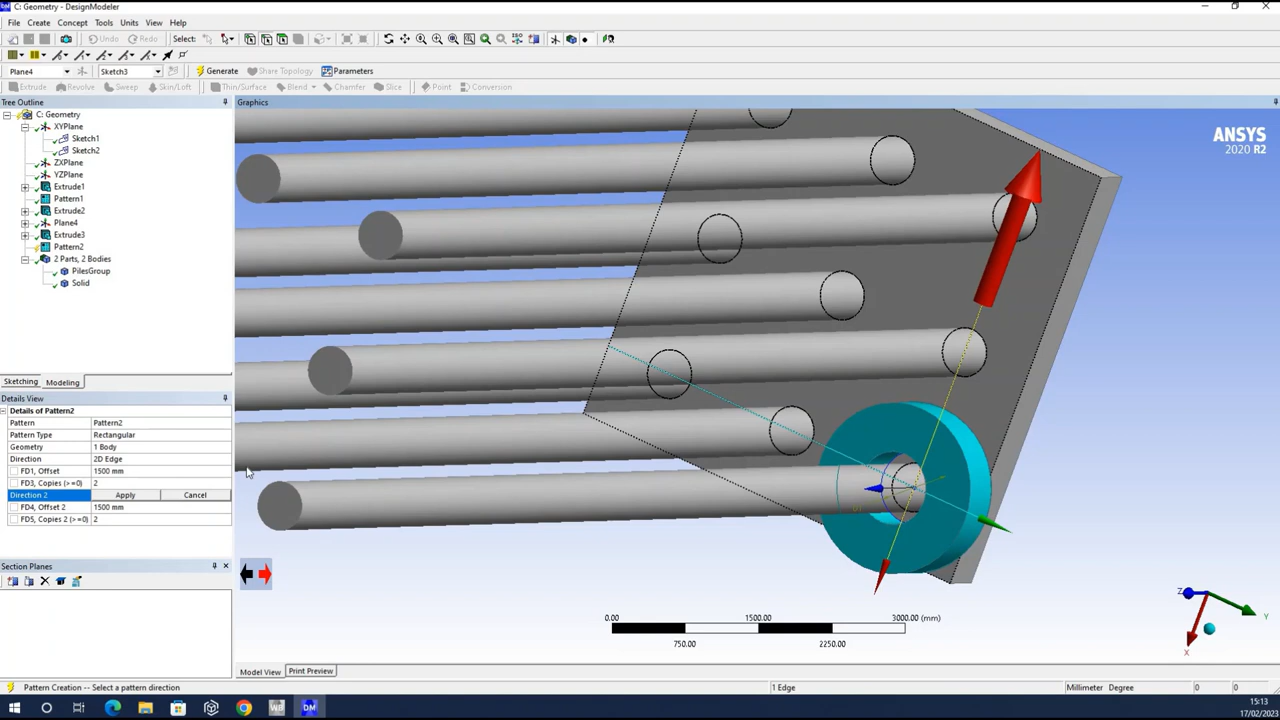 C: Geometry - DesignModeler
File Create Concept Tools Units View Help
Undo Redo Select:
Plane4 Sketch3 Generate Share Topology Parameters
Extrude Revolve Sweep Skin/Loft Thin/Surface Blend Chamfer Slice Point Conversion
Tree Outline
C: Geometry
XYPlane
Sketch1
Sketch2
ZXPlane
YZPlane
Extrude1
Pattern1
Extrude2
Plane4
Extrude3
Pattern2
2 Parts, 2 Bodies
PilesGroup
Solid
Sketching Modeling
Details View
Details of Pattern2
Pattern Pattern2
Pattern Type Rectangular
Geometry 1 Body
Direction 2D Edge
FD1, Offset 1500 mm
FD3, Copies (>=0) 2
Direction 2 Apply Cancel
FD4, Offset 2 1500 mm
FD5, Copies 2 (>=0) 2
Section Planes
Graphics
ANSYS
2020 R2
0.00 1500.00 3000.00 (mm)
750.00 2250.00
Z
Y
X
Model View Print Preview
Pattern Creation -- Select a pattern direction 1 Edge Millimeter Degree 0 0
WB DM
15:13
17/02/2023